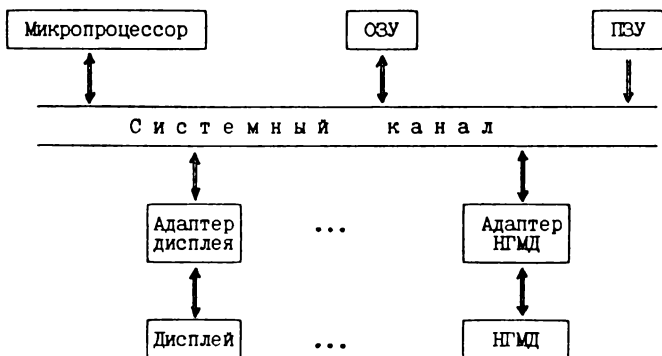 Микропроцессор ОЗУ ПЗУ
Системный канал
Адаптер дисплея ... Адаптер НГМД
Дисплей ... НГМД